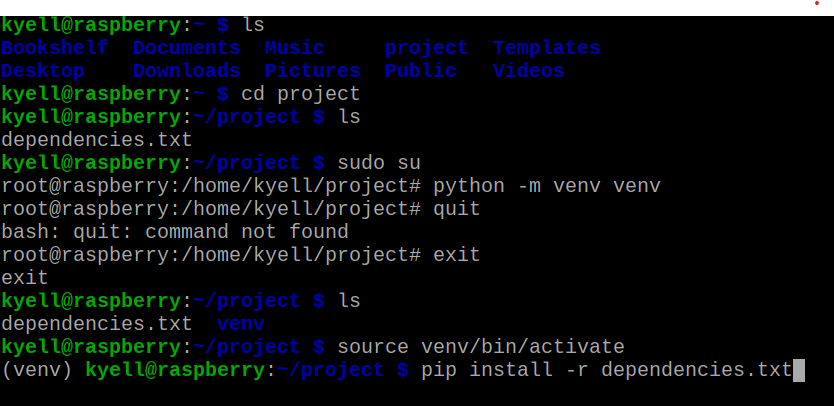 kyell@raspberry:~ $ ls
Bookshelf  Documents  Music     project  Templates
Desktop    Downloads  Pictures  Public   Videos
kyell@raspberry:~ $ cd project
kyell@raspberry:~/project $ ls
dependencies.txt
kyell@raspberry:~/project $ sudo su
root@raspberry:/home/kyell/project# python -m venv venv
root@raspberry:/home/kyell/project# quit
bash: quit: command not found
root@raspberry:/home/kyell/project# exit
exit
kyell@raspberry:~/project $ ls
dependencies.txt  venv
kyell@raspberry:~/project $ source venv/bin/activate
(venv) kyell@raspberry:~/project $ pip install -r dependencies.txt